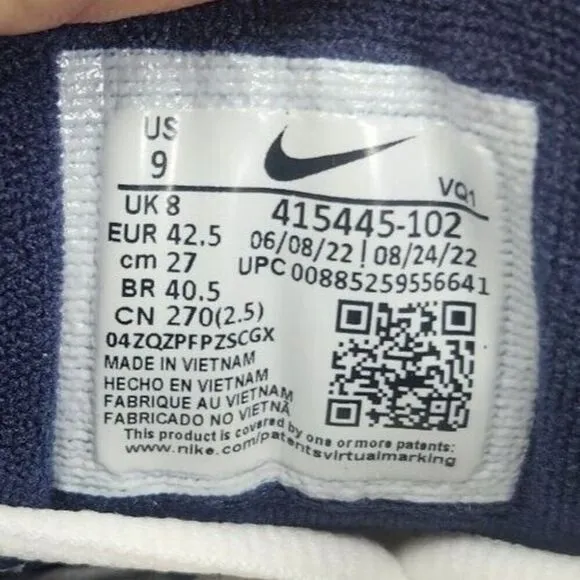 US
9
VQ1
UK 8
415445-102
EUR 42.5
06/08/22 | 08/24/22
cm 27
UPC 00885259556641
BR 40.5
CN 270(2.5)
04ZQZPFPZSCGX
MADE IN VIETNAM
HECHO EN VIETNAM
FABRIQUE AU VIETNAM
FABRICADO NO VIETNÃ
This product is covered by one or more patents:
www.nike.com/patentsvirtualmarking